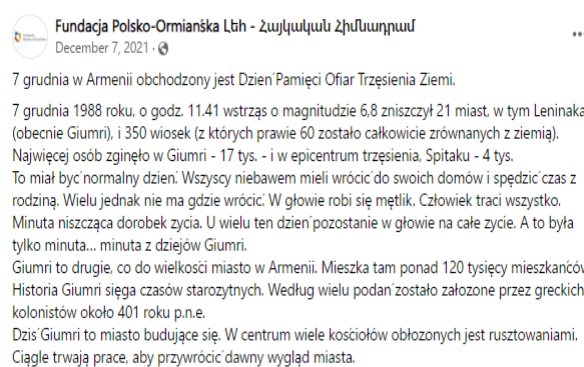 Fundacja Polsko-Ormiańska Լեհ - Հայկական Հիմնադրամ
December 7, 2021 ·
7 grudnia w Armenii obchodzony jest Dzień Pamięci Ofiar Trzęsienia Ziemi.
7 grudnia 1988 roku, o godz. 11.41 wstrząs o magnitudzie 6,8 zniszczył 21 miast, w tym Leninaka
(obecnie Giumri), i 350 wiosek (z których prawie 60 zostało całkowicie zrównanych z ziemią).
Najwięcej osób zginęło w Giumri - 17 tys. - i w epicentrum trzęsienia, Spitaku - 4 tys.
To miał być normalny dzień. Wszyscy niebawem mieli wrócić do swoich domów i spędzić czas z
rodziną. Wielu jednak nie ma gdzie wrócić. W głowie robi się mętlik. Człowiek traci wszystko.
Minuta niszcząca dorobek zycia. U wielu ten dzień pozostanie w głowie na całe zycie. A to była
tylko minuta... minuta z dziejów Giumri.
Giumri to drugie, co do wielkości miasto w Armenii. Mieszka tam ponad 120 tysięcy mieszkańców
Historia Giumri sięga czasów starozytnych. Według wielu podań zostało załozone przez greckich
kolonistów około 401 roku p.n.e.
Dziś Giumri to miasto budujące się. W centrum wiele kościołów obłozonych jest rusztowaniami.
Ciągle trwają prace, aby przywrócić dawny wygląd miasta.